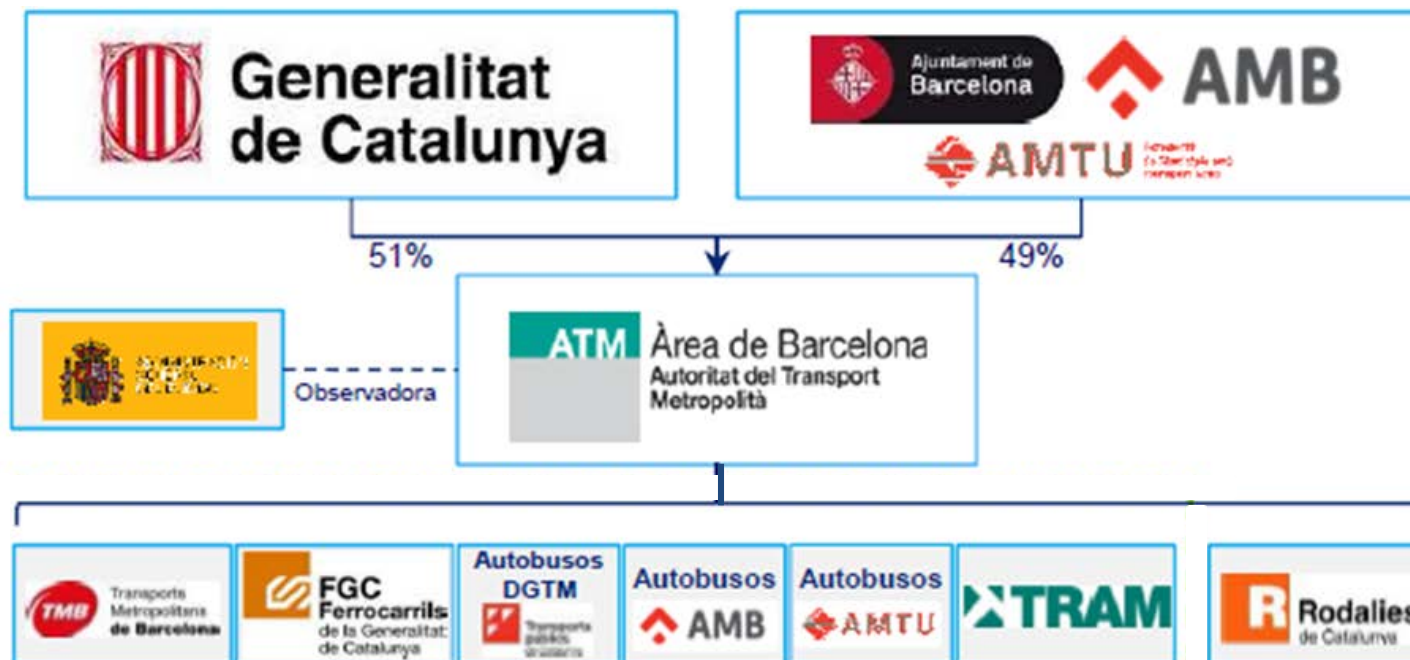 Generalitat
de Catalunya
Ajuntament de
Barcelona
AMB
AMTU
51%
49%
Observadora
ATM
Àrea de Barcelona
Autoritat del Transport
Metropolità
TMB
Transports
Metropolitans
de Barcelona
FGC
Ferrocarrils
de la Generalitat
de Catalunya
Autobusos
DGTM
Transports
públics
Autobusos
AMB
Autobusos
AMTU
TRAM
R
Rodalies
de Catalunya